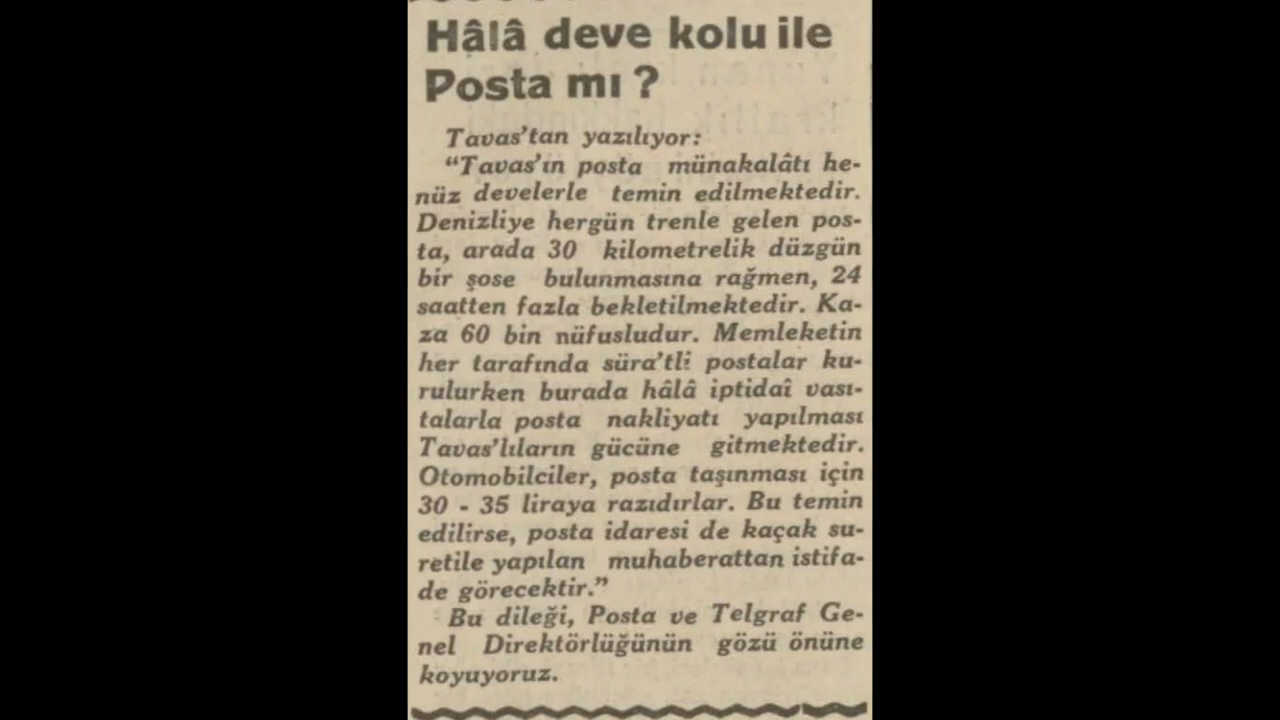 Hâlâ deve kolu ile
Posta mı ?
Tavas'tan yazılıyor:
"Tavas'ın posta münakalâtı he-
nüz develerle temin edilmektedir.
Denizliye hergün trenle gelen pos-
ta, arada 30 kilometrelik düzgün
bir şose bulunmasına rağmen, 24
saatten fazla bekletilmektedir. Ka-
za 60 bin nüfusludur. Memleketin
her tarafında süra'tli postalar ku-
rulurken burada hâlâ iptidaî vası-
talarla posta nakliyatı yapılması
Tavas'lıların gücüne gitmektedir.
Otomobilciler, posta taşınması için
30 - 35 liraya razıdırlar. Bu temin
edilirse, posta idaresi de kaçak su-
retile yapılan muhaberattan istifa-
de görecektir."
Bu dileği, Posta ve Telgraf Ge-
nel Direktörlüğünün gözü önüne
koyuyoruz.